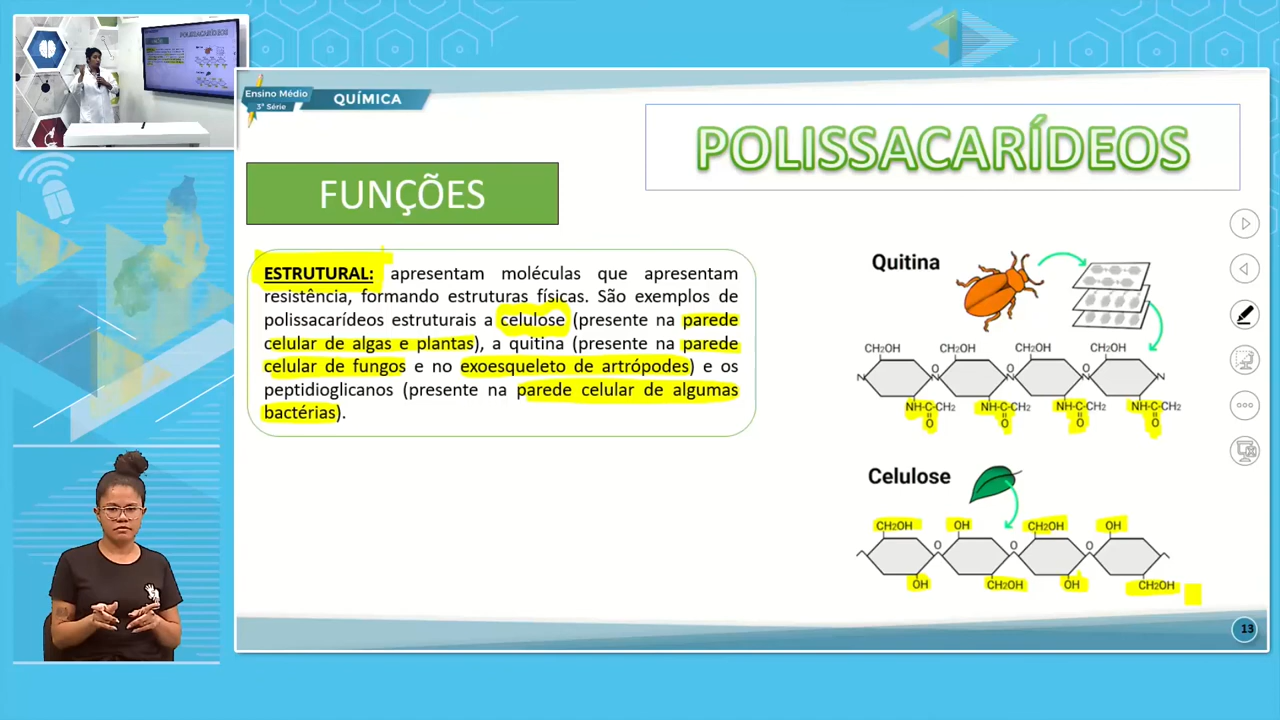 POLISSACARÍDEOS
Ensino Médio
3ª Série
QUÍMICA
POLISSACARÍDEOS
FUNÇÕES
ESTRUTURAL: apresentam moléculas que apresentam
resistência, formando estruturas físicas. São exemplos de
polissacarídeos estruturais a celulose (presente na parede
celular de algas e plantas), a quitina (presente na parede
celular de fungos e no exoesqueleto de artrópodes) e os
peptidioglicanos (presente na parede celular de algumas
bactérias).
Quitina
CH2OH CH2OH CH2OH CH2OH
N O O O N
NH-C-CH2 NH-C-CH2 NH-C-CH2 NH-C-CH2
O O O O
Celulose
CH2OH OH CH2OH OH
O O O
OH CH2OH OH CH2OH
13